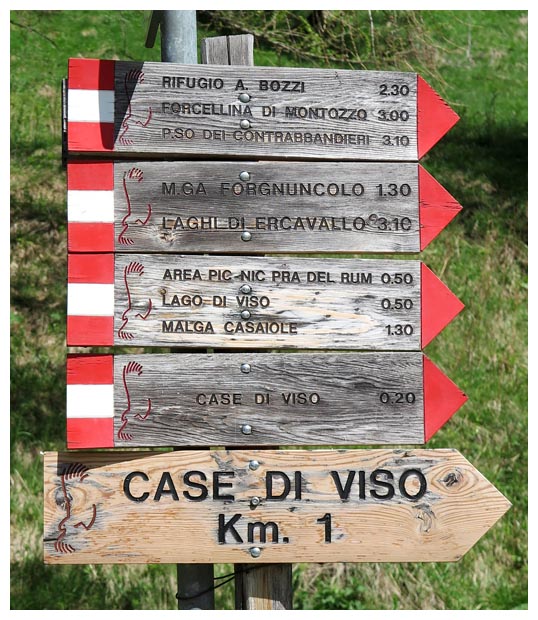 RIFUGIO A. BOZZI 2.30
FORCELLINA DI MONTOZZO 3.00
P.SO DEI CONTRABBANDIERI 3.10
M.GA FORGNUNCOLO 1.30
LAGHI DI ERCAVALLO 3.10
AREA PIC-NIC PRA DEL RUM 0.50
LAGO DI VISO 0.50
MALGA CASAIOLE 1.30
CASE DI VISO 0.20
CASE DI VISO
Km. 1